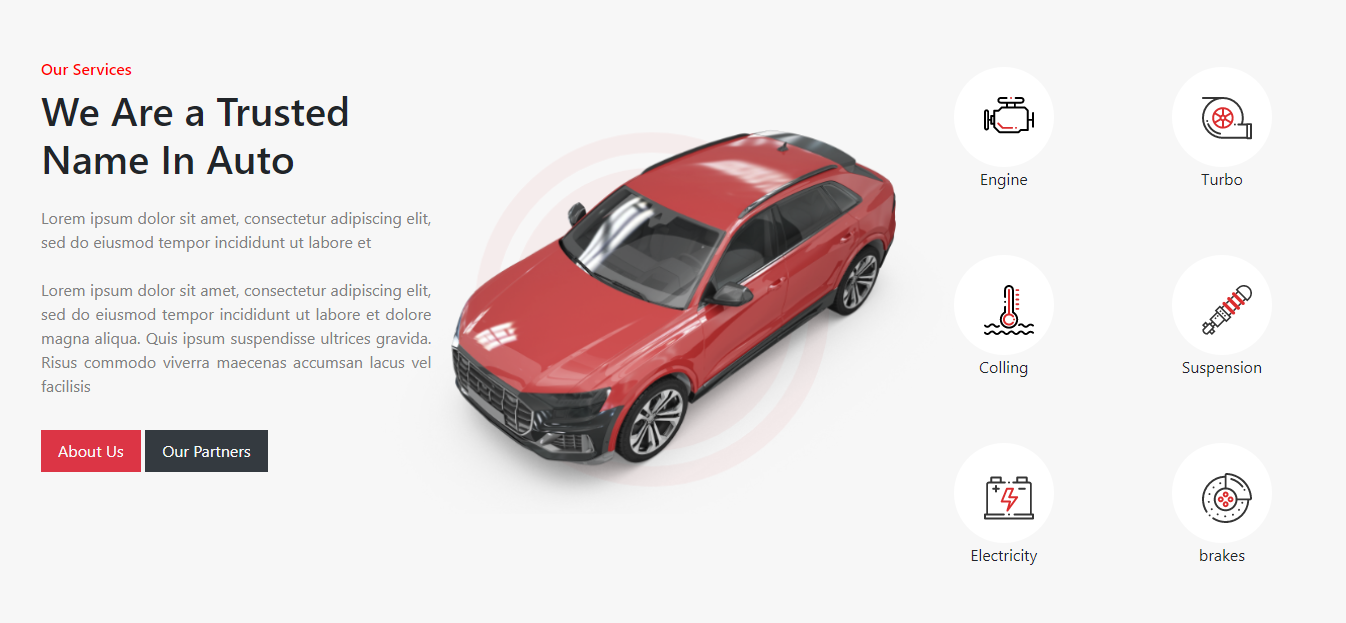 Our Services
We Are a Trusted
Name In Auto
Lorem ipsum dolor sit amet, consectetur adipiscing elit,
sed do eiusmod tempor incididunt ut labore et
Lorem ipsum dolor sit amet, consectetur adipiscing elit,
sed do eiusmod tempor incididunt ut labore et dolore
magna aliqua. Quis ipsum suspendisse ultrices gravida.
Risus commodo viverra maecenas accumsan lacus vel
facilisis
About Us
Our Partners
Engine
Turbo
Colling
Suspension
Electricity
brakes